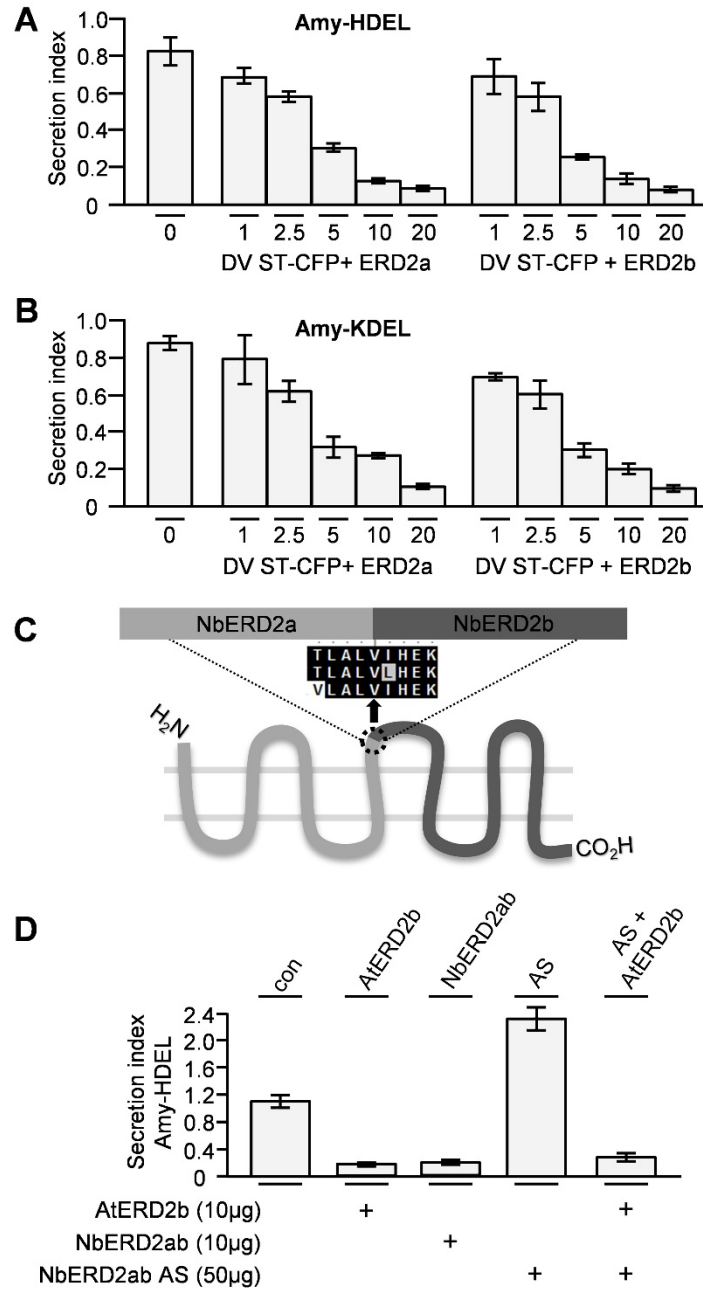 A
Amy-HDEL
Secretion index
1.0
0.8
0.6
0.4
0.2
0
0 1 2.5 5 10 20 1 2.5 5 10 20
DV ST-CFP+ ERD2a DV ST-CFP + ERD2b
B
Amy-KDEL
Secretion index
1.0
0.8
0.6
0.4
0.2
0
0 1 2.5 5 10 20 1 2.5 5 10 20
DV ST-CFP+ ERD2a DV ST-CFP + ERD2b
C
NbERD2a NbERD2b
TLALVIHEK
TLALVLHEK
VLALVIHEK
H₂N
CO₂H
D
con AtERD2b NbERD2ab AS AS + AtERD2b
Secretion index
Amy-HDEL
2.4
2.0
1.6
1.2
0.8
0.4
0
AtERD2b (10µg) + +
NbERD2ab (10µg) +
NbERD2ab AS (50µg) + +